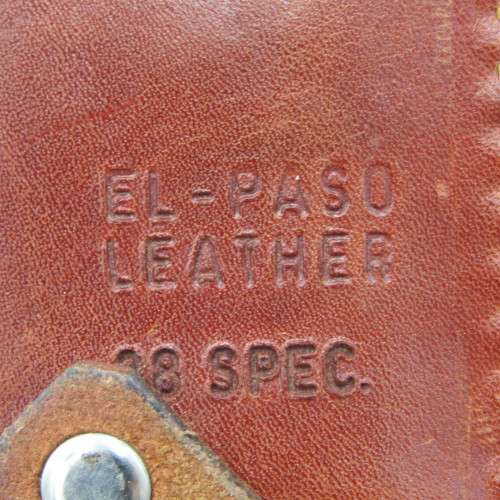 EL-PASO
LEATHER
38 SPEC.